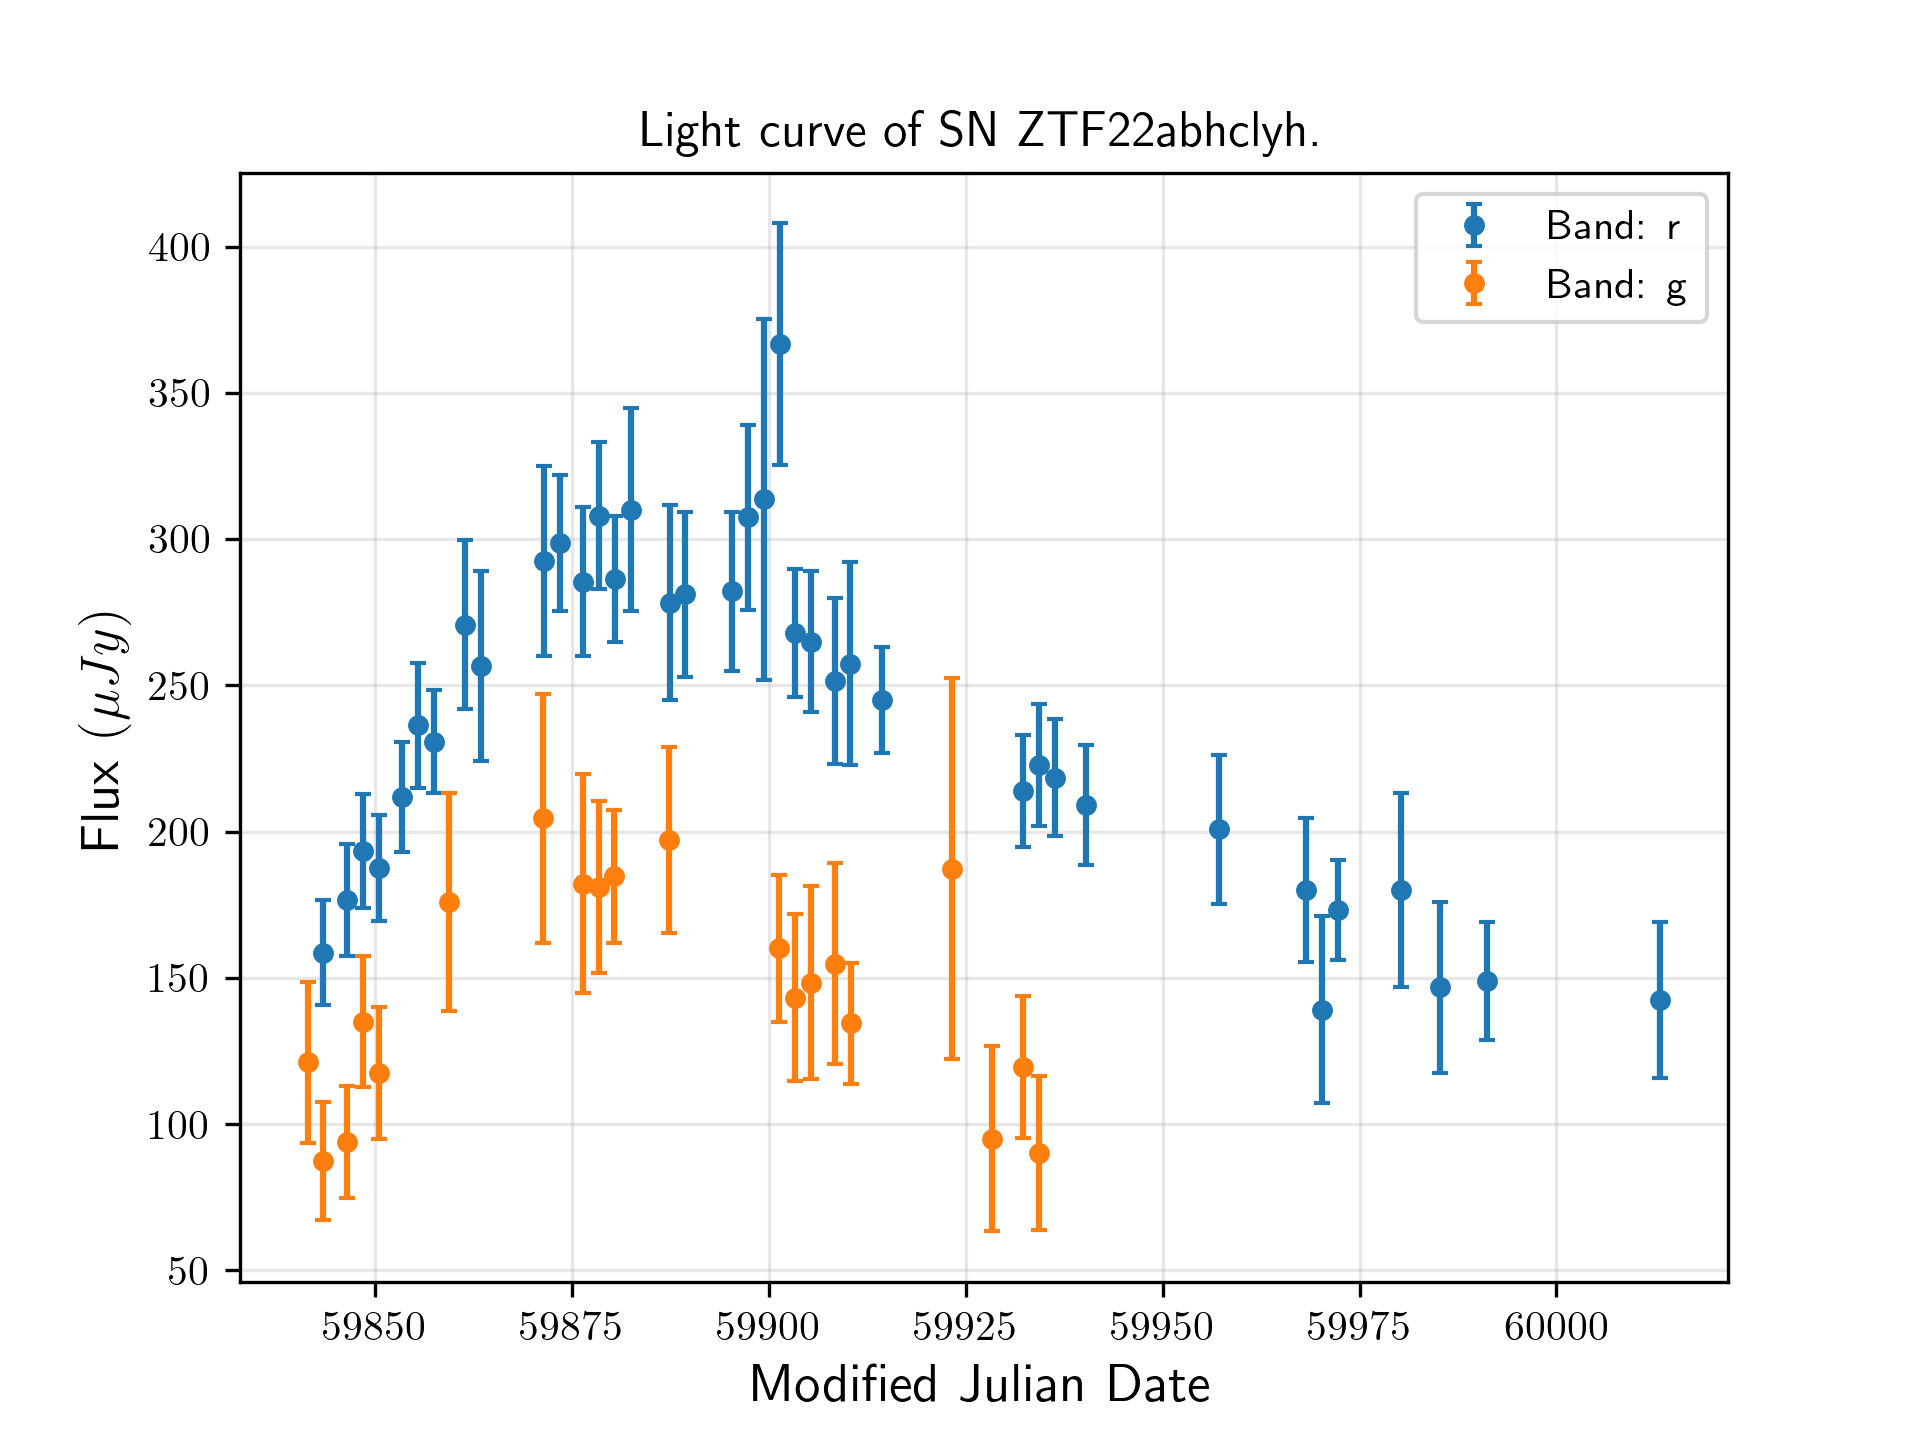 Light curve of SN ZTF22abhclyh.
Band: r
Band: g
400
350
300
250
200
150
100
50
Flux (μJy)
59850 59875 59900 59925 59950 59975 60000
Modified Julian Date